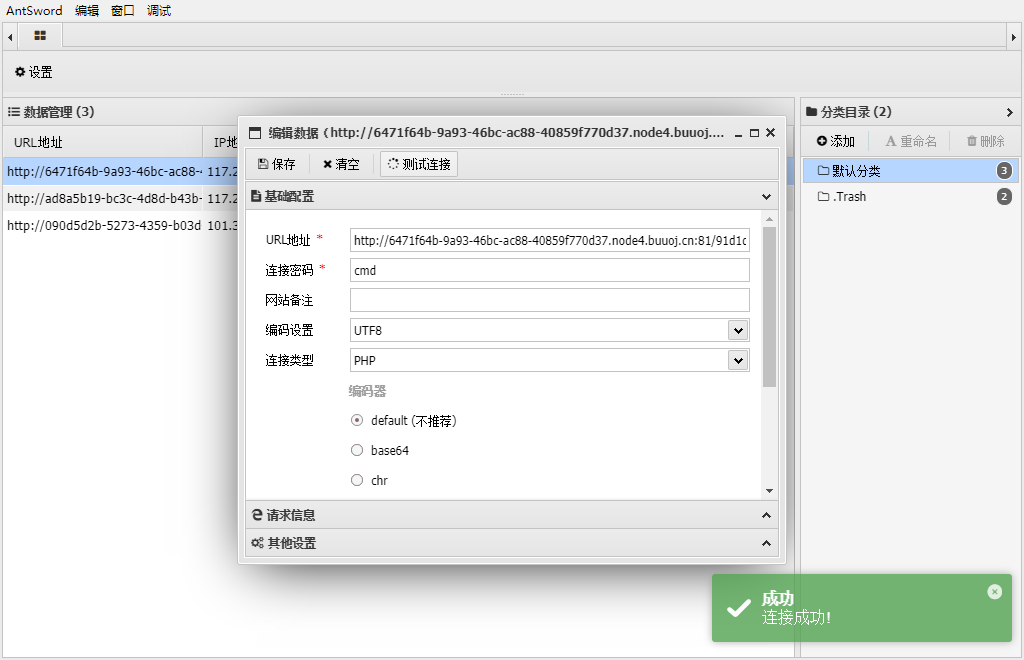 AntSword 编辑 窗口 调试
设置
数据管理 (3)
URL地址 IP地
http://6471f64b-9a93-46bc-ac88- 117.2
http://ad8a5b19-bc3c-4d8d-b43b- 117.2
http://090d5d2b-5273-4359-b03d 101.3
编辑数据 (http://6471f64b-9a93-46bc-ac88-40859f770d37.node4.buuoj....
保存 清空 测试连接
基础配置
URL地址 * http://6471f64b-9a93-46bc-ac88-40859f770d37.node4.buuoj.cn:81/91d1c
连接密码 * cmd
网站备注
编码设置 UTF8
连接类型 PHP
编码器
default (不推荐)
base64
chr
请求信息
其他设置
分类目录 (2)
添加 重命名 删除
默认分类 3
.Trash 2
成功
连接成功!